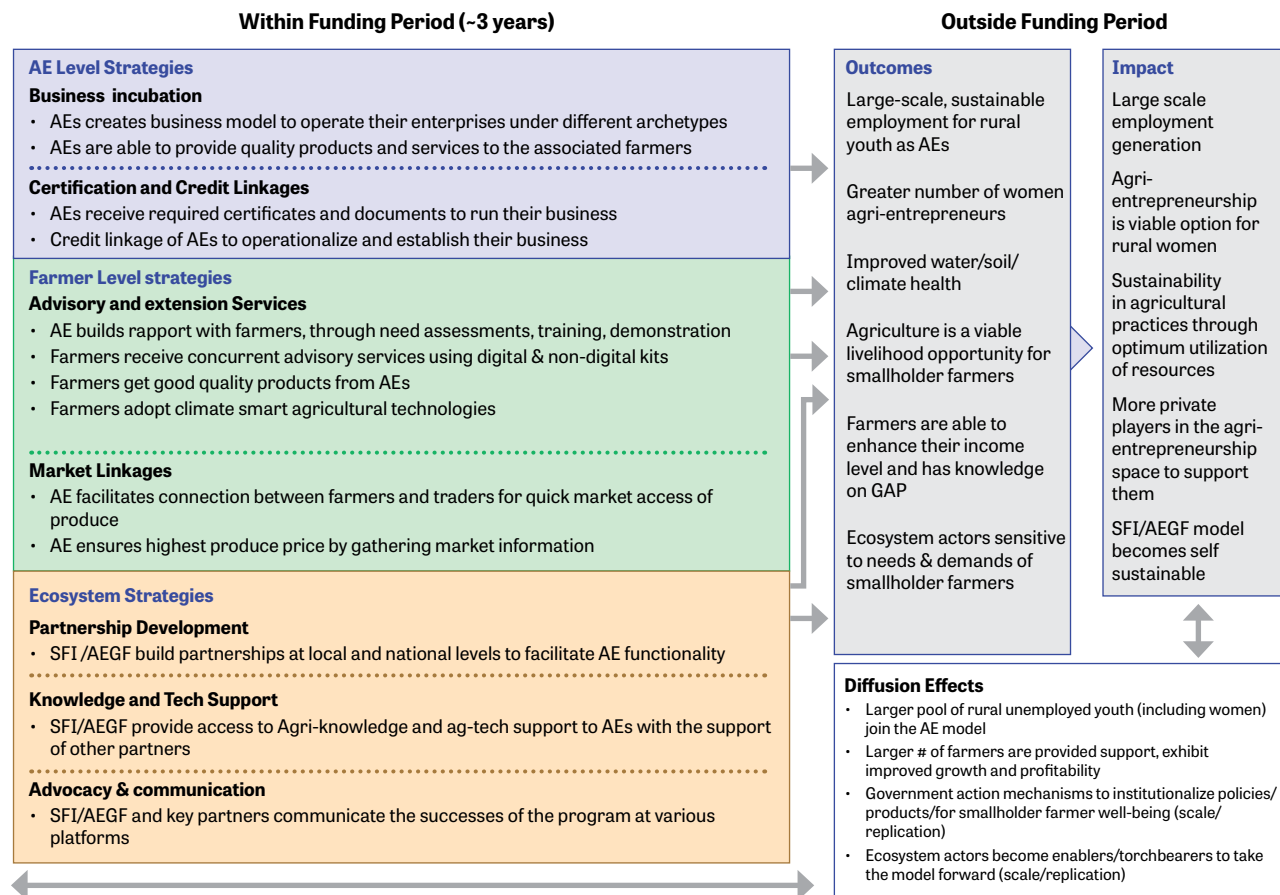 Within Funding Period (~3 years)
Outside Funding Period
AE Level Strategies
Business incubation
• AEs creates business model to operate their enterprises under different archetypes
• AEs are able to provide quality products and services to the associated farmers
Certification and Credit Linkages
• AEs receive required certificates and documents to run their business
• Credit linkage of AEs to operationalize and establish their business
Farmer Level strategies
Advisory and extension Services
• AE builds rapport with farmers, through need assessments, training, demonstration
• Farmers receive concurrent advisory services using digital & non-digital kits
• Farmers get good quality products from AEs
• Farmers adopt climate smart agricultural technologies
Market Linkages
• AE facilitates connection between farmers and traders for quick market access of
produce
• AE ensures highest produce price by gathering market information
Ecosystem Strategies
Partnership Development
• SFI /AEGF build partnerships at local and national levels to facilitate AE functionality
Knowledge and Tech Support
• SFI/AEGF provide access to Agri-knowledge and ag-tech support to AEs with the support
of other partners
Advocacy & communication
• SFI/AEGF and key partners communicate the successes of the program at various
platforms
Outcomes
Large-scale, sustainable
employment for rural
youth as AEs
Greater number of women
agri-entrepreneurs
Improved water/soil/
climate health
Agriculture is a viable
livelihood opportunity for
smallholder farmers
Farmers are able to
enhance their income
level and has knowledge
on GAP
Ecosystem actors sensitive
to needs & demands of
smallholder farmers
Impact
Large scale
employment
generation
Agri-
entrepreneurship
is viable option for
rural women
Sustainability
in agricultural
practices through
optimum utilization
of resources
More private
players in the agri-
entrepreneurship
space to support
them
SFI/AEGF model
becomes self
sustainable
Diffusion Effects
• Larger pool of rural unemployed youth (including women)
join the AE model
• Larger # of farmers are provided support, exhibit
improved growth and profitability
• Government action mechanisms to institutionalize policies/
products/for smallholder farmer well-being (scale/
replication)
• Ecosystem actors become enablers/torchbearers to take
the model forward (scale/replication)